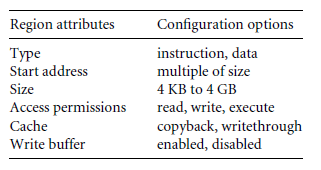 Region attributes Configuration options
Type instruction, data
Start address multiple of size
Size 4 KB to 4 GB
Access permissions read, write, execute
Cache copyback, writethrough
Write buffer enabled, disabled